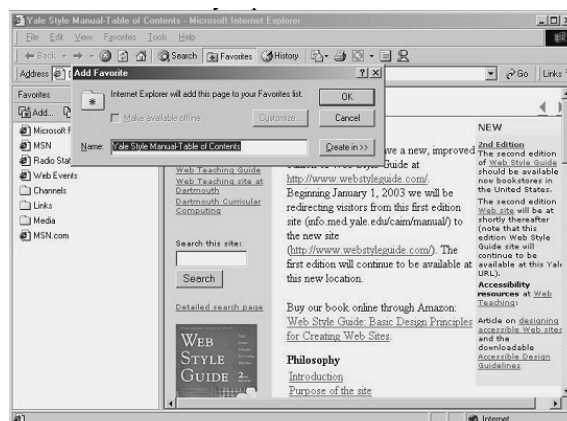 Yale Style Manual-Table of Contents - Microsoft Internet Explorer
File Edit View Favorites Tools Help
Back Search Favorites History
Address Go Links
Add Favorite
Internet Explorer will add this page to your Favorites list.
OK
Make available offline
Customize...
Cancel
Name:
Yale Style Manual-Table of Contents
Create in >>
Favorites
Add...
Microsoft
MSN
Radio
Web Events
Channels
Links
Media
MSN.com
Web Teaching Guide
Web Teaching site at
Dartmouth
Dartmouth Curricular
Computing
Search this site:
Search
Detailed search page
WEB
STYLE
GUIDE 2
have a new, improved
of Web Style Guide at
http://www.webstyleguide.com/.
Beginning January 1, 2003 we will be
redirecting visitors from this first edition
site (info.med.yale.edu/caim/manual/) to
the new site
(http://www.webstyleguide.com/). The
first edition will continue to be available at
this new location.
Buy our book online through Amazon:
Web Style Guide: Basic Design Principles
for Creating Web Sites.
Philosophy
Introduction
Purpose of the site
NEW
2nd Edition
The second edition
of Web Style Guide
should be available
now bookstores in
the United States.
The second edition
Web site will be at
shortly thereafter
(note that this
edition Web Style
Guide site will
continue to be
available at this Yale
URL).
Accessibility
resources at Web
Teaching:
Article on designing
accessible Web sites
and the
downloadable
Accessible Design
Guidelines
Internet